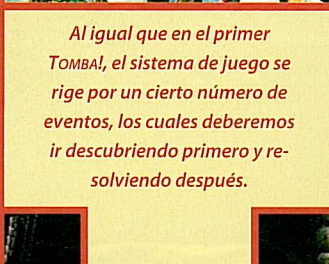 Al igual que en el primer
TOMBA!, el sistema de juego se
rige por un cierto número de
eventos, los cuales deberemos
ir descubriendo primero y re-
solviendo después.